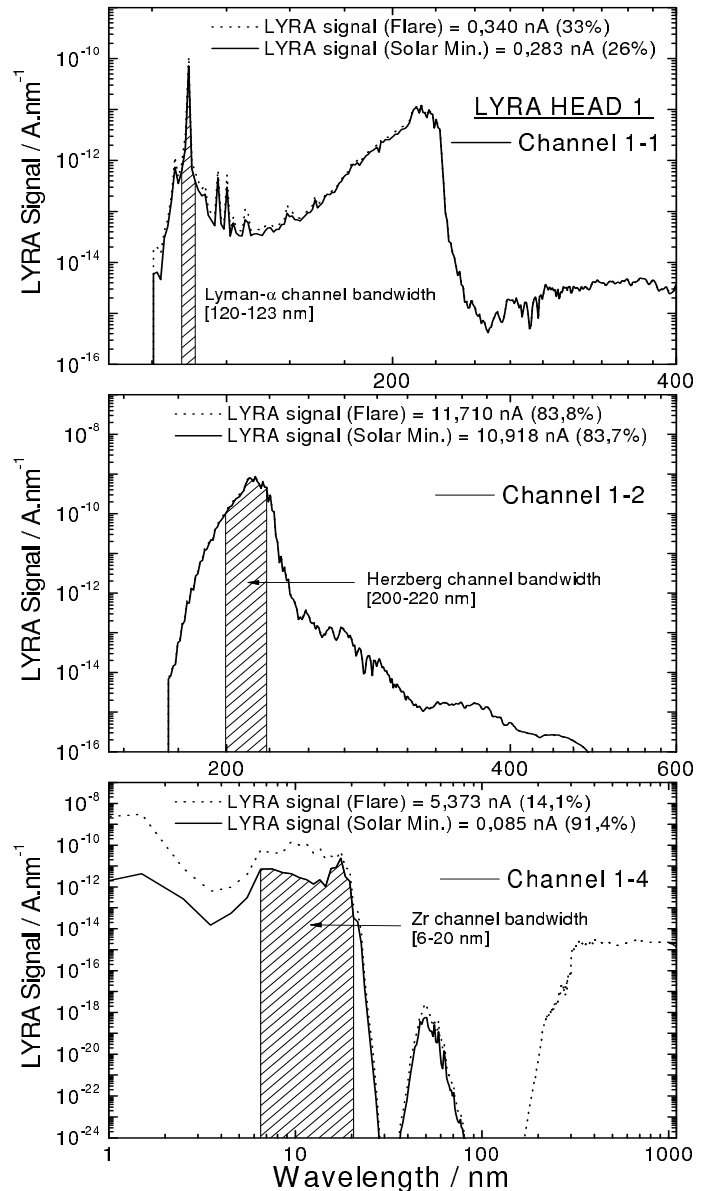 LYRA signal (Flare) = 0,340 nA (33%)
LYRA signal (Solar Min.) = 0,283 nA (26%)
LYRA HEAD 1
Channel 1-1
Lyman-α channel bandwidth
[120-123 nm]
LYRA Signal / A.nm⁻¹
10⁻¹⁰
10⁻¹²
10⁻¹⁴
10⁻¹⁶
200
400
LYRA signal (Flare) = 11,710 nA (83,8%)
LYRA signal (Solar Min.) = 10,918 nA (83,7%)
Channel 1-2
Herzberg channel bandwidth
[200-220 nm]
LYRA Signal / A.nm⁻¹
10⁻⁸
10⁻¹⁰
10⁻¹²
10⁻¹⁴
10⁻¹⁶
200
400
600
LYRA signal (Flare) = 5,373 nA (14,1%)
LYRA signal (Solar Min.) = 0,085 nA (91,4%)
Channel 1-4
Zr channel bandwidth
[6-20 nm]
LYRA Signal / A.nm⁻¹
10⁻⁸
10⁻¹⁰
10⁻¹²
10⁻¹⁴
10⁻¹⁶
10⁻¹⁸
10⁻²⁰
10⁻²²
10⁻²⁴
1
10
100
1000
Wavelength / nm